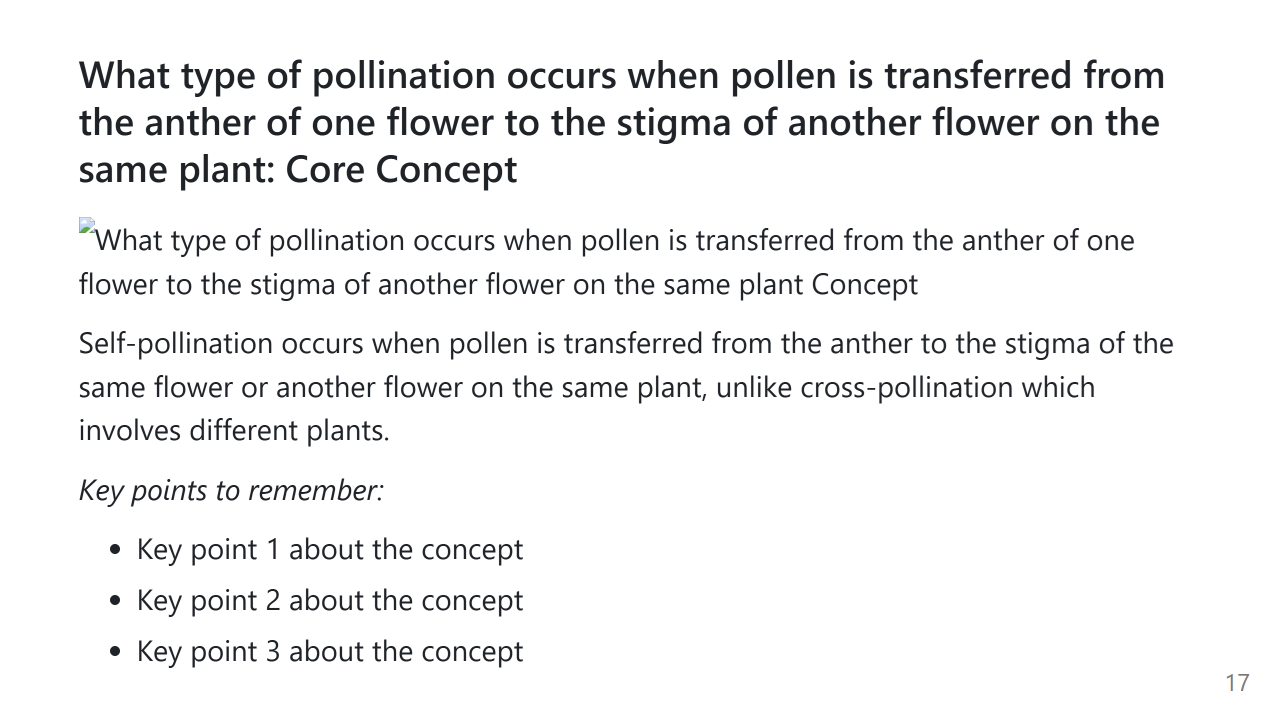 What type of pollination occurs when pollen is transferred from
the anther of one flower to the stigma of another flower on the
same plant: Core Concept
What type of pollination occurs when pollen is transferred from the anther of one
flower to the stigma of another flower on the same plant Concept
Self-pollination occurs when pollen is transferred from the anther to the stigma of the
same flower or another flower on the same plant, unlike cross-pollination which
involves different plants.
Key points to remember:
• Key point 1 about the concept
• Key point 2 about the concept
• Key point 3 about the concept
17